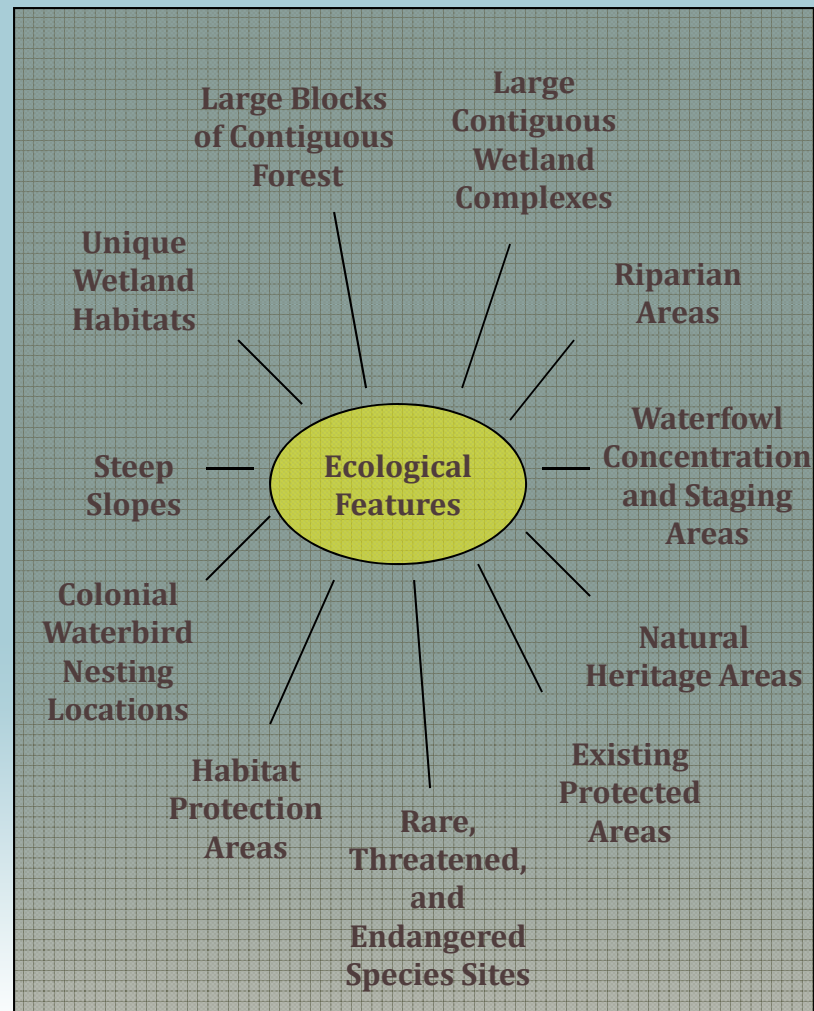 Large Blocks
of Contiguous
Forest
Large
Contiguous
Wetland
Complexes
Unique
Wetland
Habitats
Riparian
Areas
Steep
Slopes
Ecological
Features
Waterfowl
Concentration
and Staging
Areas
Colonial
Waterbird
Nesting
Locations
Natural
Heritage Areas
Habitat
Protection
Areas
Rare,
Threatened,
and
Endangered
Species Sites
Existing
Protected
Areas